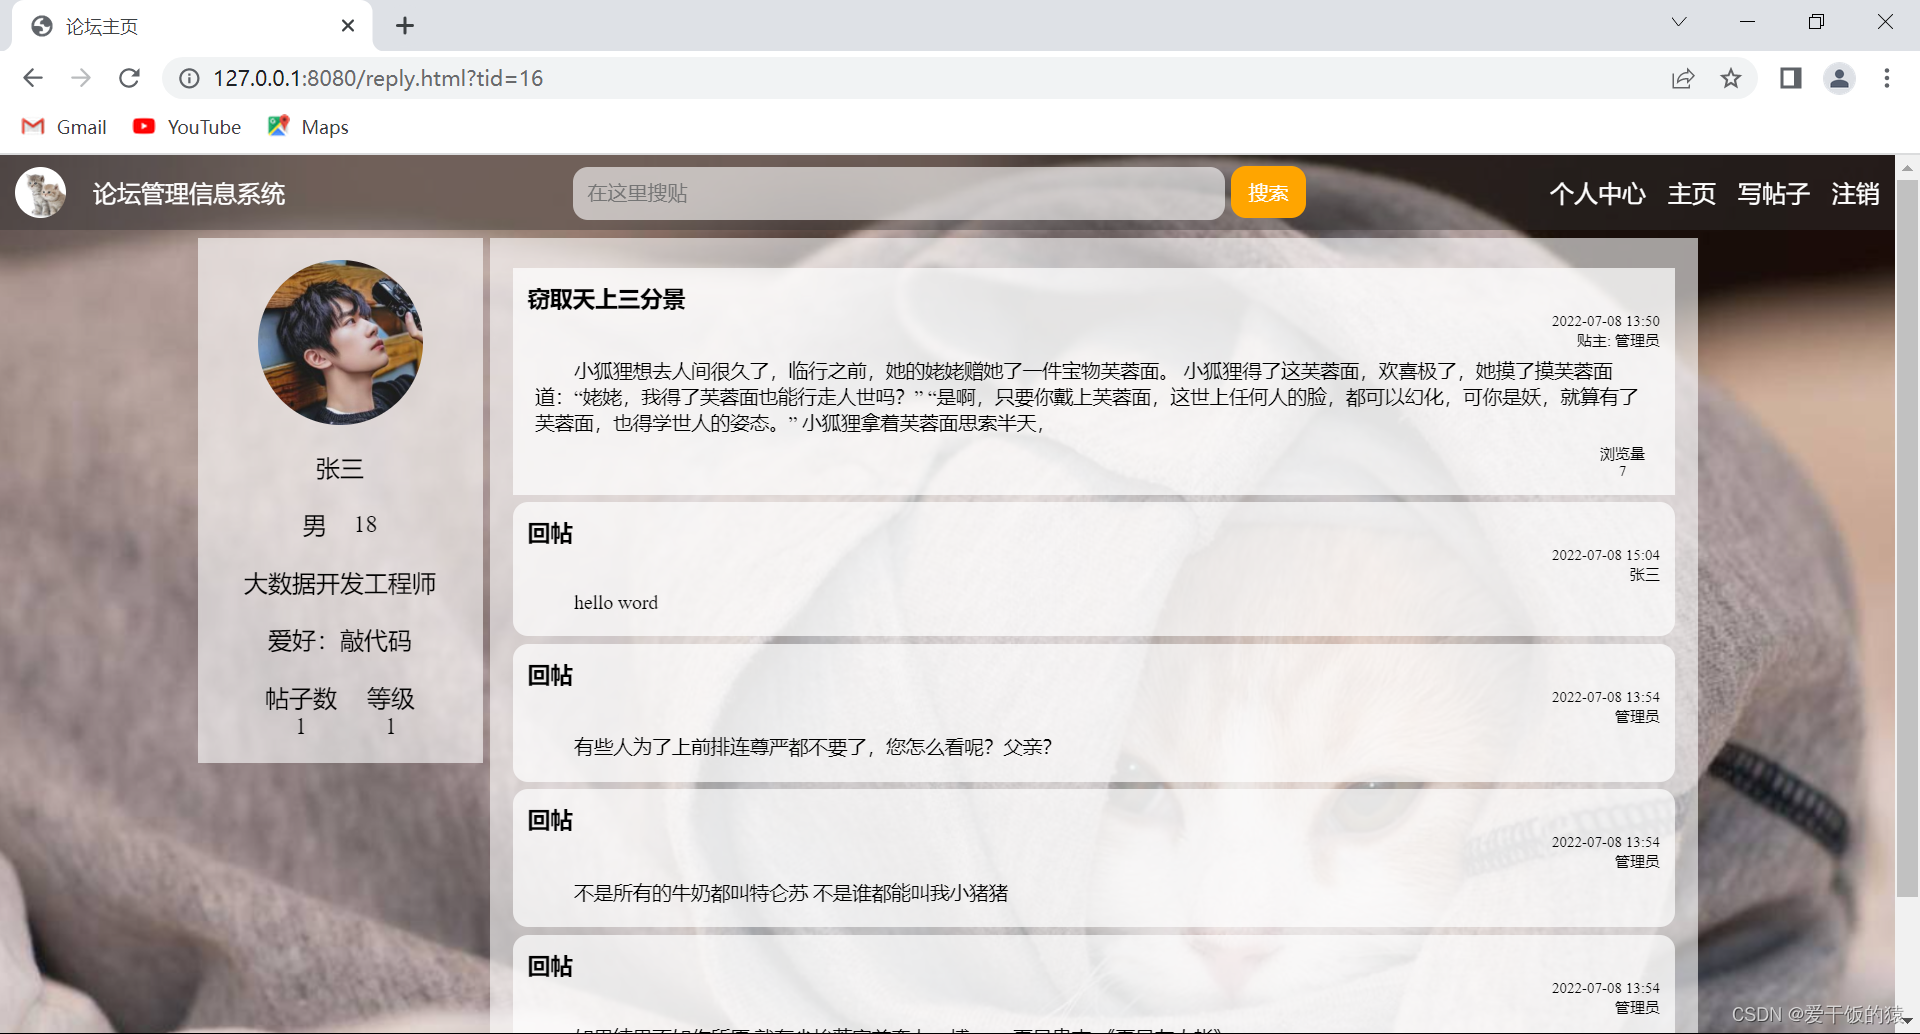 论坛主页
127.0.0.1:8080/reply.html?tid=16
Gmail
YouTube
Maps
论坛管理信息系统
在这里搜贴
搜索
个人中心
主页
写帖子
注销
张三
男 18
大数据开发工程师
爱好：敲代码
帖子数 等级
1 1
窃取天上三分景
2022-07-08 13:50
贴主: 管理员
小狐狸想去人间很久了，临行之前，她的姥姥赠她了一件宝物芙蓉面。 小狐狸得了这芙蓉面，欢喜极了，她摸了摸芙蓉面
道：“姥姥，我得了芙蓉面也能行走人世吗？” “是啊，只要你戴上芙蓉面，这世上任何人的脸，都可以幻化，可你是妖，就算有了
芙蓉面，也得学世人的姿态。” 小狐狸拿着芙蓉面思索半天，
浏览量
7
回帖
2022-07-08 15:04
张三
hello word
回帖
2022-07-08 13:54
管理员
有些人为了上前排连尊严都不要了，您怎么看呢？父亲？
回帖
2022-07-08 13:54
管理员
不是所有的牛奶都叫特仑苏 不是谁都能叫我小猪猪
回帖
2022-07-08 13:54
管理员
CSDN @爱干饭的猿